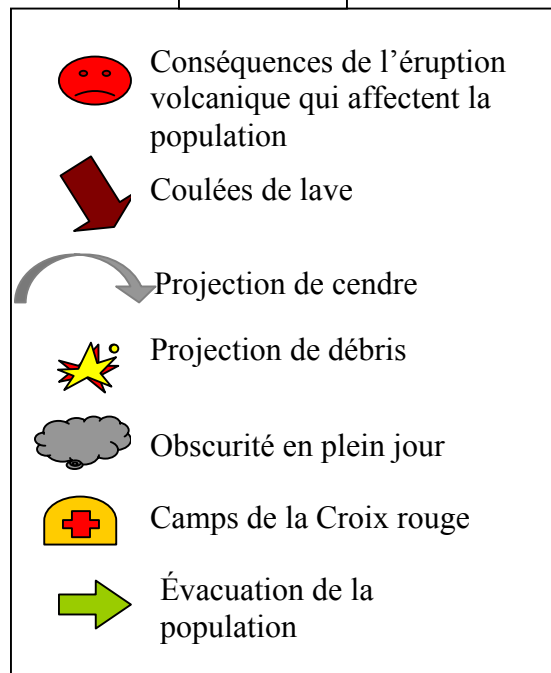 Conséquences de l’éruption
volcanique qui affectent la
population
Coulées de lave
Projection de cendre
Projection de débris
Obscurité en plein jour
Camps de la Croix rouge
Évacuation de la
population